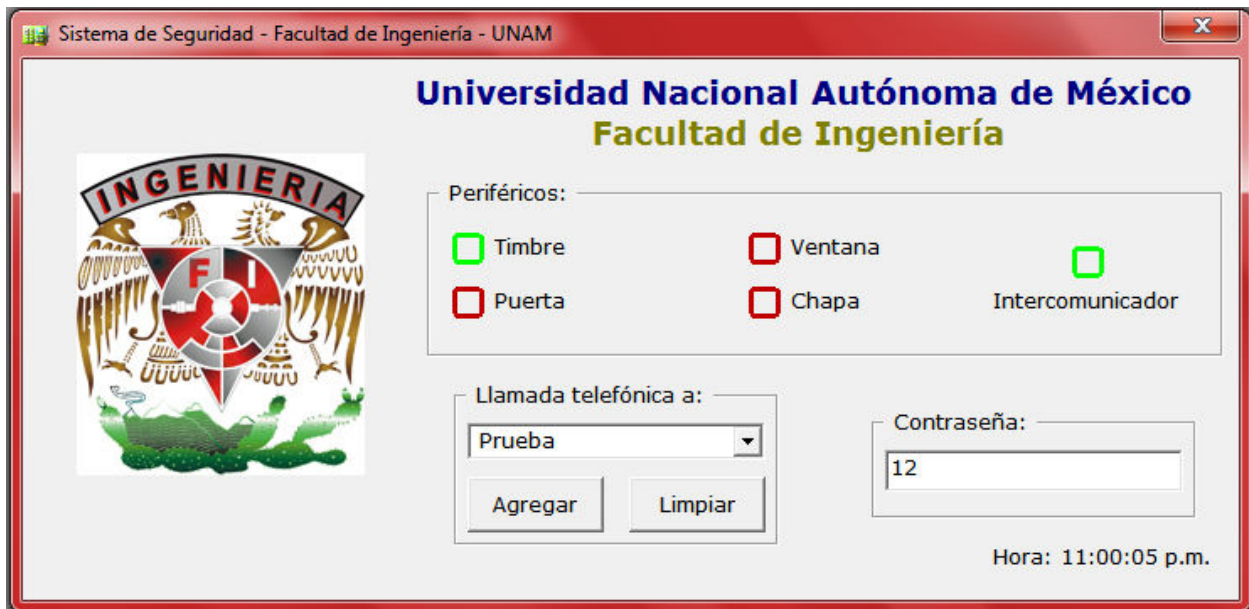 Sistema de Seguridad - Facultad de Ingeniería - UNAM
Universidad Nacional Autónoma de México
Facultad de Ingeniería
INGENIERIA
F I
Periféricos:
Timbre
Ventana
Puerta
Chapa
Intercomunicador
Llamada telefónica a:
Prueba
Agregar
Limpiar
Contraseña:
12
Hora: 11:00:05 p.m.